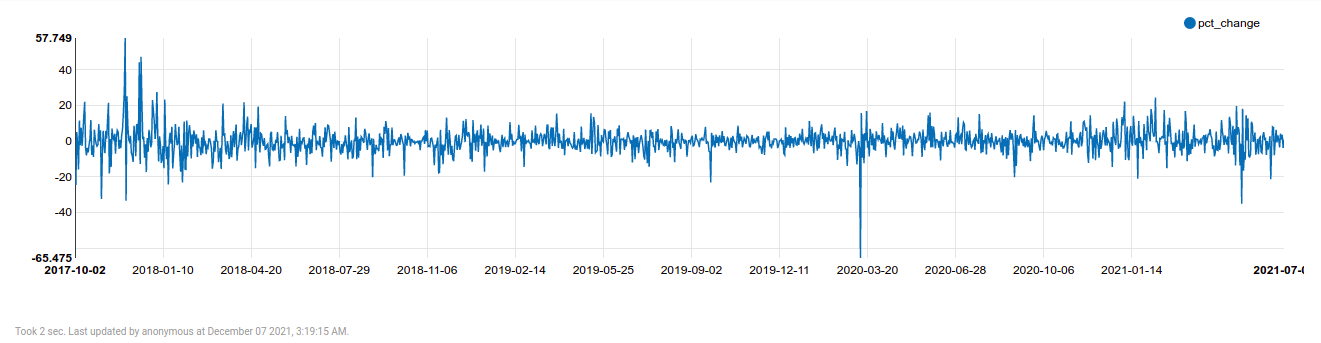 pct_change
57.749
40
20
0
-20
-40
-65.475
2017-10-02 2018-01-10 2018-04-20 2018-07-29 2018-11-06 2019-02-14 2019-05-25 2019-09-02 2019-12-11 2020-03-20 2020-06-28 2020-10-06 2021-01-14 2021-07-0
Took 2 sec. Last updated by anonymous at December 07 2021, 3:19:15 AM.